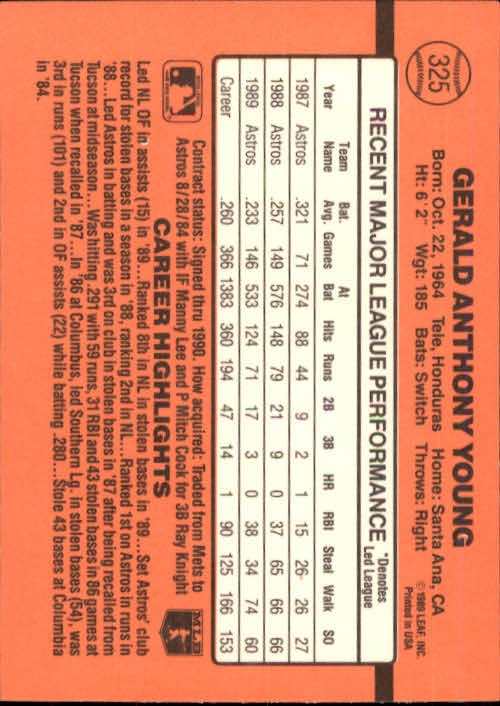 325
GERALD ANTHONY YOUNG
Born: Oct. 22, 1964 Tele, Honduras Home: Santa Ana, CA
Ht: 6' 2" Wgt: 185 Bats: Switch Throws: Right
© 1989 LEAF, INC.
Printed in USA
RECENT MAJOR LEAGUE PERFORMANCE
*Denotes
Led League
Year Team Name Bat. Avg. Games At Bat Hits Runs 2B 3B HR RBI Steal Walk SO
1987 Astros .321 71 274 88 44 9 2 1 15 26 26 27
1988 Astros .257 149 576 148 79 21 9 0 37 65 66 66
1989 Astros .233 146 533 124 71 17 3 0 38 34 74 60
Career .260 366 1383 360 194 47 14 1 90 125 166 153
Contract status: Signed thru 1990. How acquired: Traded from Mets to
Astros 8/28/84 with IF Manny Lee and P Mitch Cook for 3B Ray Knight
MLB
CAREER HIGHLIGHTS
Led NL OF in assists (15) in '89...Ranked 8th in NL in stolen bases in '89...Set Astros' club
record for stolen bases in a season in '88, ranking 2nd in NL...Ranked 1st on Astros in runs in
'88...Led Astros in batting and was 3rd on club in stolen bases in '87 after being recalled from
Tucson at midseason...Was hitting .291 with 59 runs, 31 RBI and 43 stolen bases in 86 games at
Tucson when recalled in '87...In '86 at Columbus, led Southern Lg. in stolen bases (54), was
3rd in runs (101) and 2nd in OF assists (22) while batting .280...Stole 43 bases at Columbia
in '84.